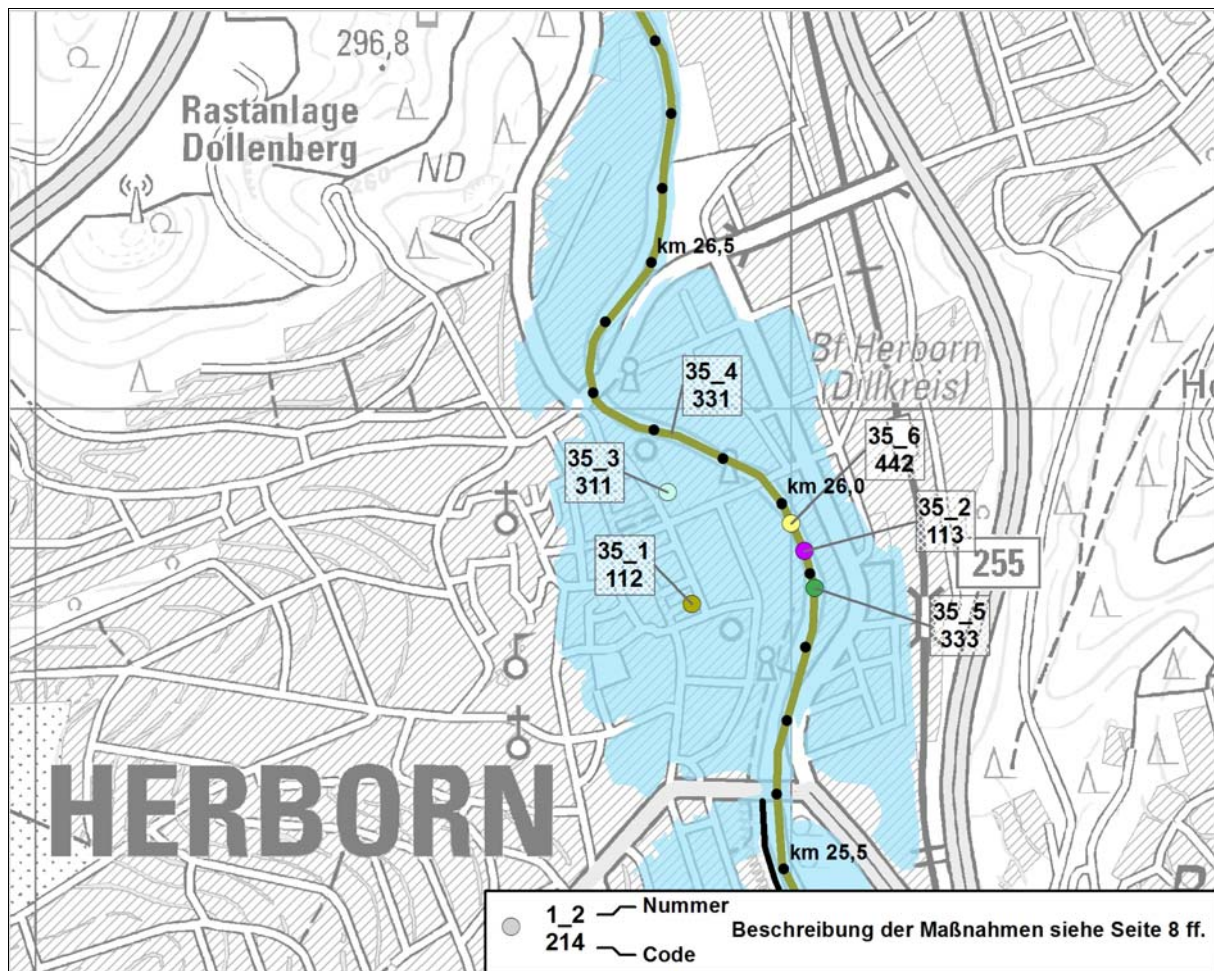 296,8
Rastanlage
Dollenberg
ND
260
km 26,5
Bf Herborn
(Dillkreis)
35_4
331
35_3
311
35_6
442
km 26,0
35_2
113
35_1
112
255
35_5
333
HERBORN
km 25,5
1_2
Nummer
214
Code
Beschreibung der Maßnahmen siehe Seite 8 ff.